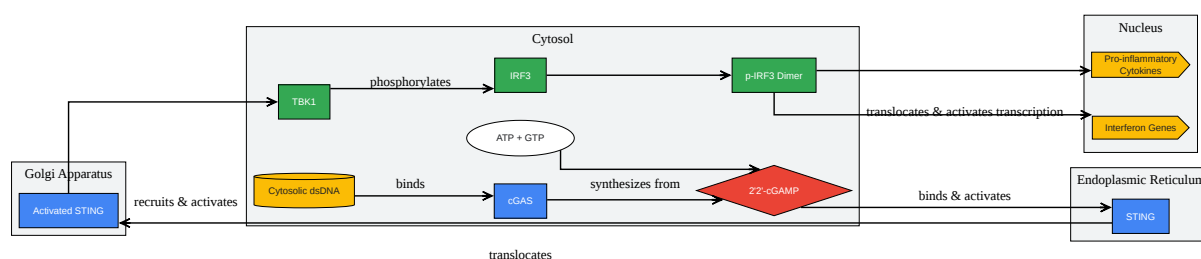 Cytosol
Nucleus
IRF3
p-IRF3 Dimer
Pro-inflammatory
Cytokines
phosphorylates
TBK1
translocates & activates transcription
Interferon Genes
ATP + GTP
Golgi Apparatus
Endoplasmic Reticulum
Cytosolic dsDNA
binds
synthesizes from
2'2'-cGAMP
binds & activates
cGAS
recruits & activates
Activated STING
STING
translocates